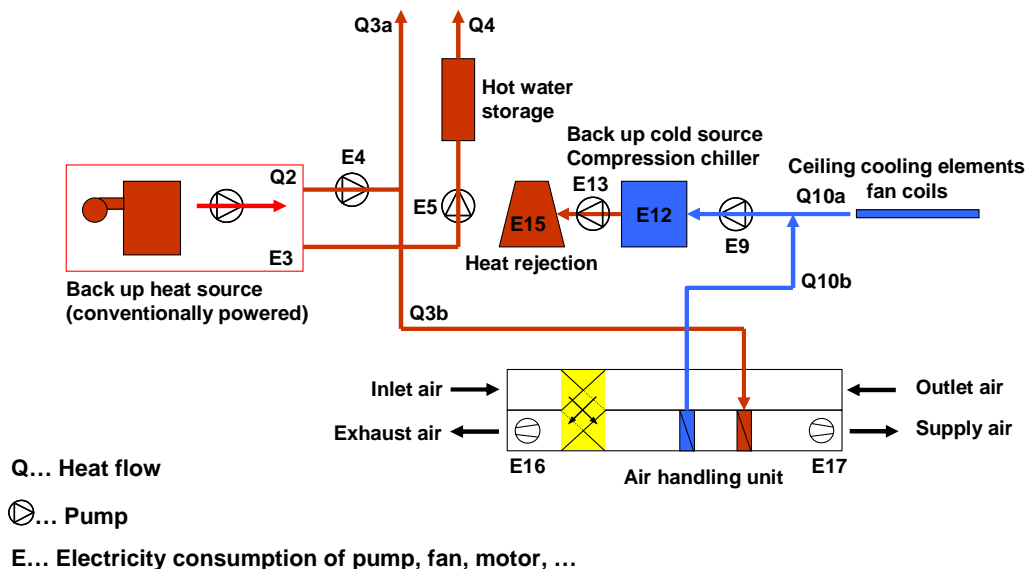 Q3a
Q4
Hot water
storage
Back up cold source
Compression chiller
Ceiling cooling elements
fan coils
E4
Q2
E5
E13
E15
E12
E9
Q10a
E3
Heat rejection
Q10b
Back up heat source
(conventionally powered)
Q3b
Inlet air
Outlet air
Exhaust air
Supply air
E16
Air handling unit
E17
Q... Heat flow
... Pump
E... Electricity consumption of pump, fan, motor, ...